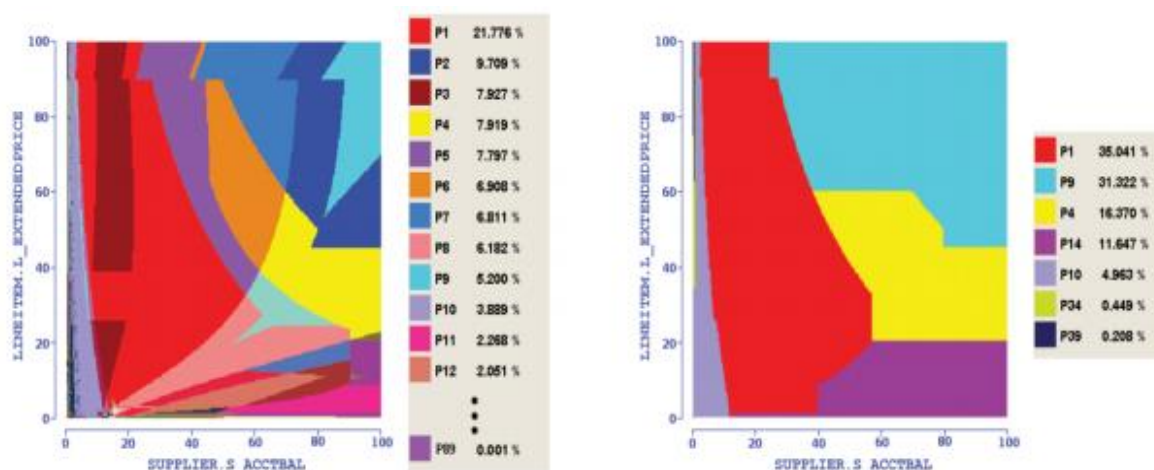 100
80
60
40
20
0
LINEITEM.L_EXTENDEDPRICE
0 20 40 60 80 100
SUPPLIER.S ACCTBAL
P1 21.776 %
P2 9.709 %
P3 7.927 %
P4 7.919 %
P5 7.797 %
P6 6.908 %
P7 6.811 %
P8 6.182 %
P9 5.200 %
P10 3.889 %
P11 2.268 %
P12 2.051 %
P89 0.001 %
100
80
60
40
20
0
LINEITEM.L_EXTENDEDPRICE
0 20 40 60 80 100
SUPPLIER.S ACCTBAL
P1 35.041 %
P9 31.322 %
P4 16.370 %
P14 11.647 %
P10 4.963 %
P34 0.449 %
P39 0.208 %